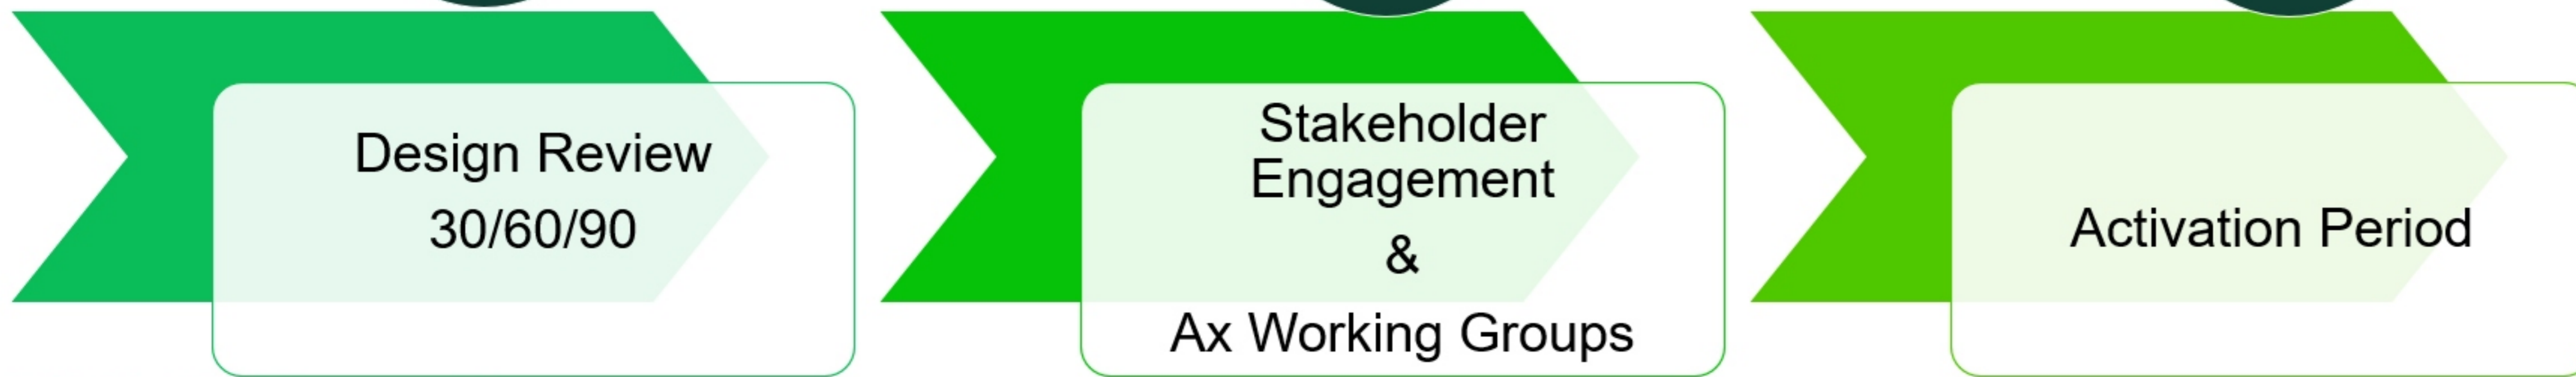 Design Review
30/60/90
Stakeholder
Engagement
&
Ax Working Groups
Activation Period